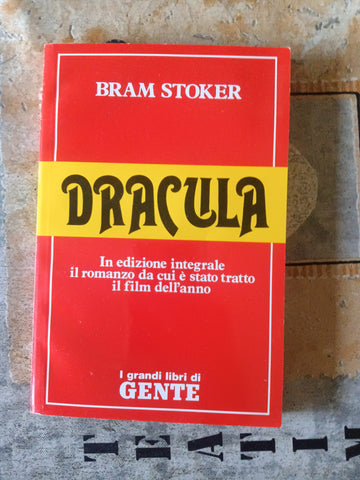 BRAM STOKER
DRACULA
In edizione integrale
il romanzo da cui è stato tratto
il film dell'anno
I grandi libri di
GENTE